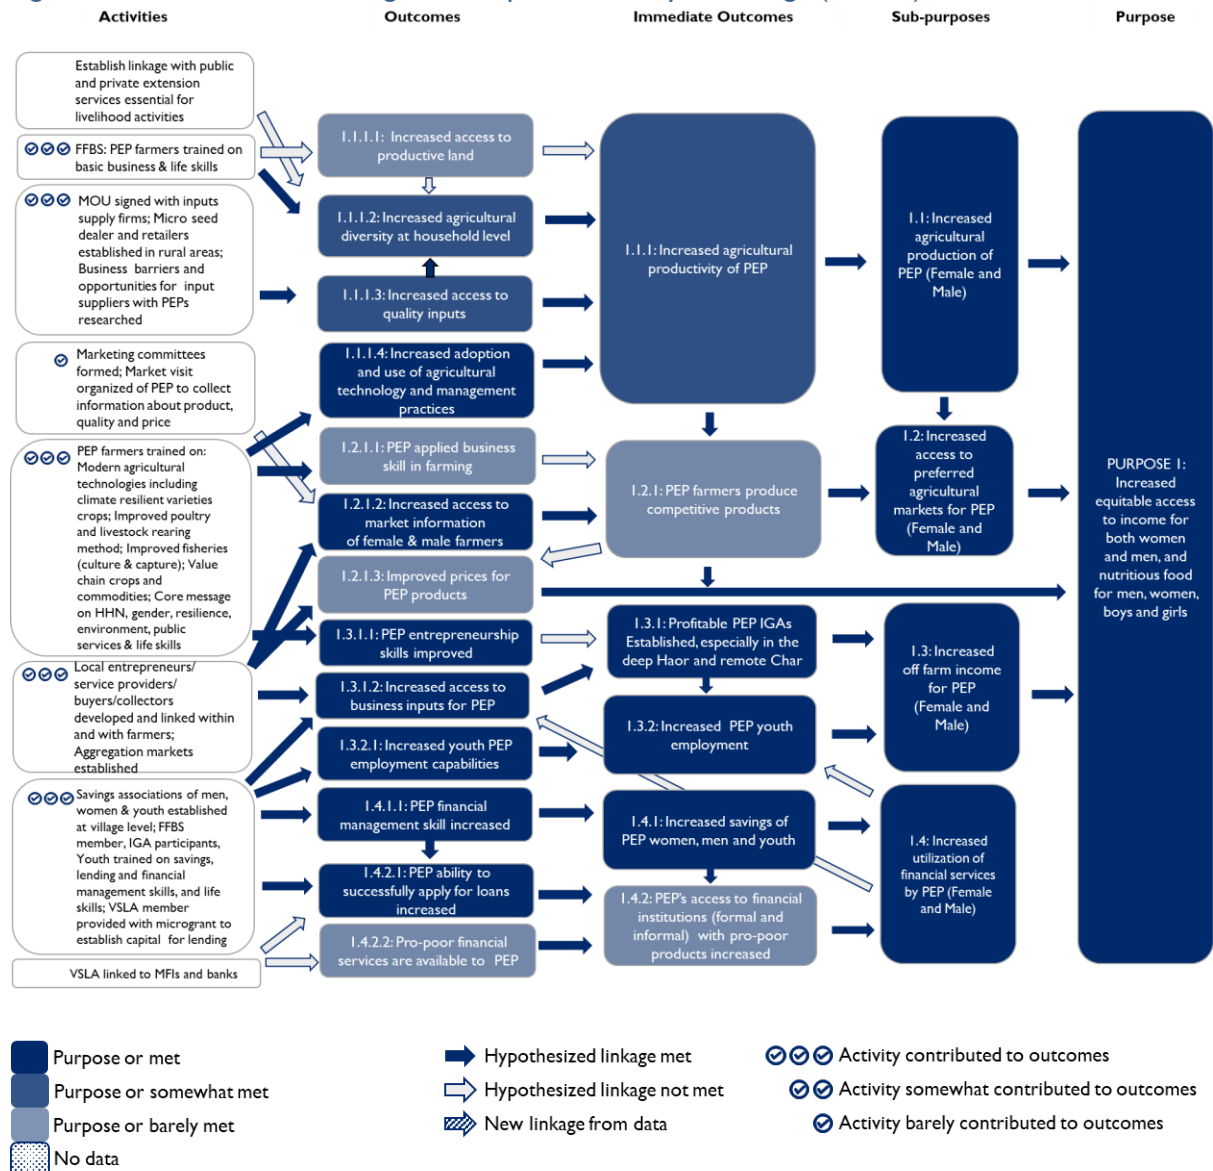 Activities
Outcomes
Immediate Outcomes
Sub-purposes
Purpose
Establish linkage with public
and private extension
services essential for
livelihood activities
FFBS: PEP farmers trained on
basic business & life skills
MOU signed with inputs
supply firms; Micro seed
dealer and retailers
established in rural areas;
Business barriers and
opportunities for input
suppliers with PEPs
researched
Marketing committees
formed; Market visit
organized of PEP to collect
information about product,
quality and price
PEP farmers trained on:
Modern agricultural
technologies including
climate resilient varieties
crops; Improved poultry
and livestock rearing
method; Improved fisheries
(culture & capture); Value
chain crops and
commodities; Core message
on HHN, gender, resilience,
environment, public
services & life skills
Local entrepreneurs/
service providers/
buyers/collectors
developed and linked within
and with farmers;
Aggregation markets
established
Savings associations of men,
women & youth established
at village level; FFBS
member, IGA participants,
Youth trained on savings,
lending and financial
management skills, and life
skills; VSLA member
provided with microgrant to
establish capital for lending
VSLA linked to MFIs and banks
1.1.1.1: Increased access to
productive land
1.1.1.2: Increased agricultural
diversity at household level
1.1.1.3: Increased access to
quality inputs
1.1.1.4: Increased adoption
and use of agricultural
technology and management
practices
1.2.1.1: PEP applied business
skill in farming
1.2.1.2: Increased access to
market information
of female & male farmers
1.2.1.3: Improved prices for
PEP products
1.3.1.1: PEP entrepreneurship
skills improved
1.3.1.2: Increased access to
business inputs for PEP
1.3.2.1: Increased youth PEP
employment capabilities
1.4.1.1: PEP financial
management skill increased
1.4.2.1: PEP ability to
successfully apply for loans
increased
1.4.2.2: Pro-poor financial
services are available to PEP
1.1.1: Increased agricultural
productivity of PEP
1.2.1: PEP farmers produce
competitive products
1.3.1: Profitable PEP IGAs
Established, especially in the
deep Haor and remote Char
1.3.2: Increased PEP youth
employment
1.4.1: Increased savings of
PEP women, men and youth
1.4.2: PEP's access to financial
institutions (formal and
informal) with pro-poor
products increased
1.1: Increased
agricultural
production of
PEP (Female and
Male)
1.2: Increased
access to
preferred
agricultural
markets for PEP
(Female and
Male)
1.3: Increased
off farm income
for PEP
(Female and
Male)
1.4: Increased
utilization of
financial services
by PEP (Female
and Male)
PURPOSE 1:
Increased
equitable access
to income for
both women
and men, and
nutritious food
for men, women,
boys and girls
Purpose or met
Purpose or somewhat met
Purpose or barely met
No data
Hypothesized linkage met
Hypothesized linkage not met
New linkage from data
Activity contributed to outcomes
Activity somewhat contributed to outcomes
Activity barely contributed to outcomes